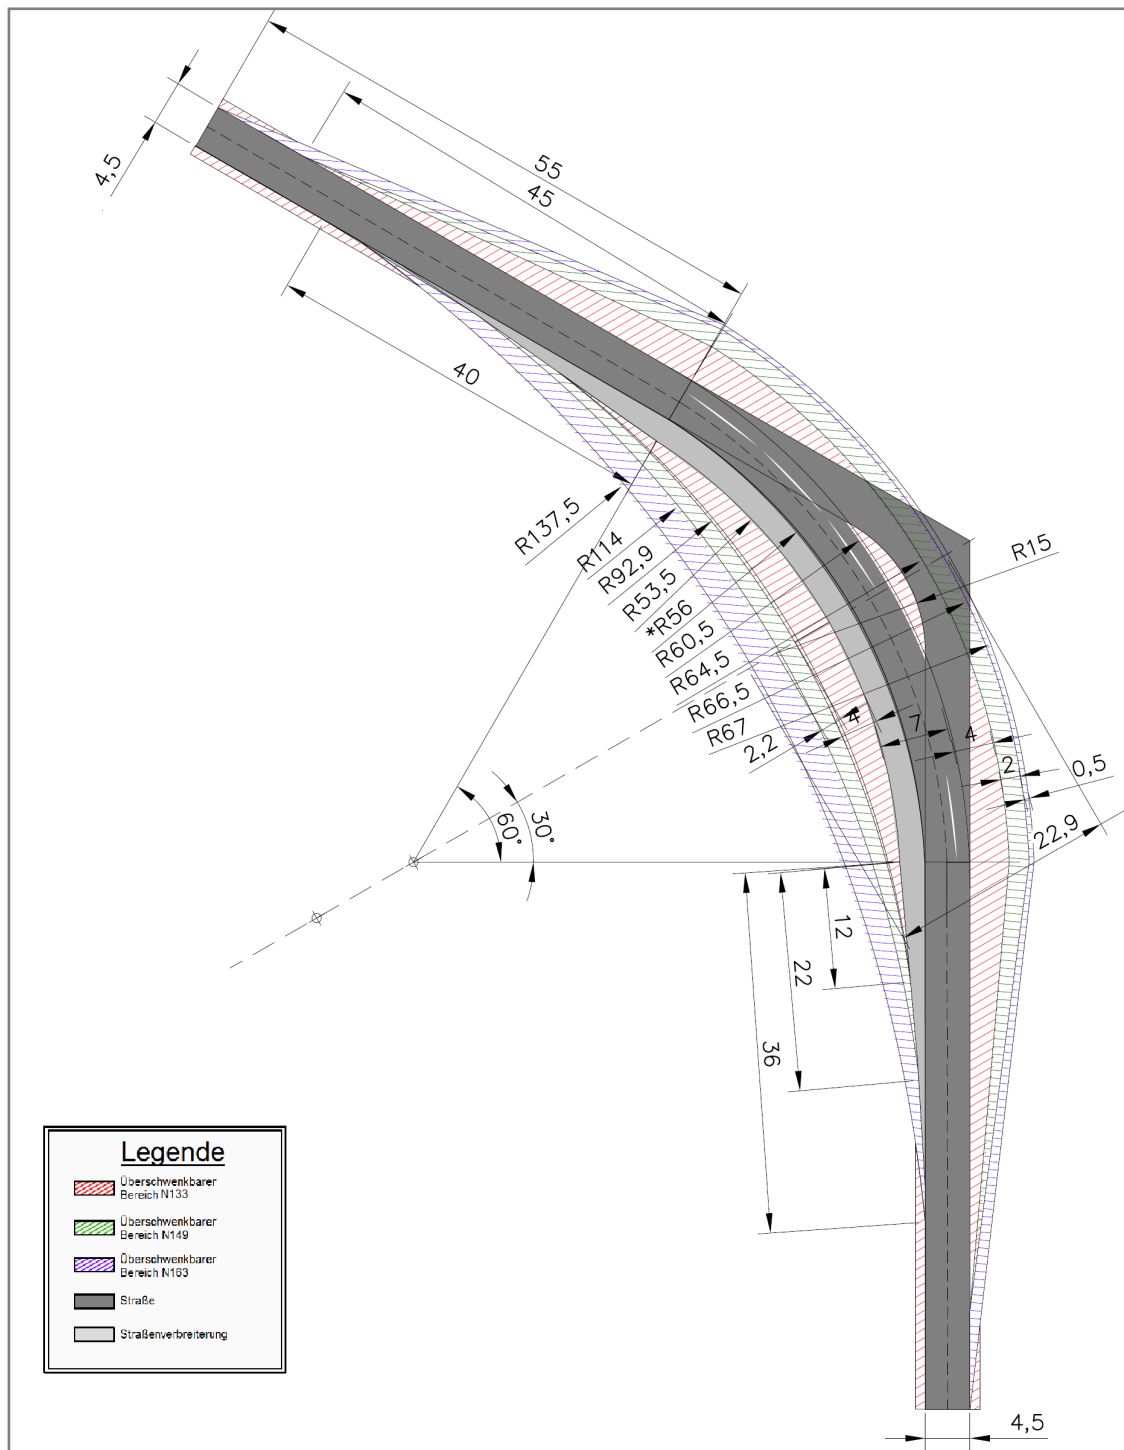 55
45
4,5
40
R137,5
R114
R92,9
R53,5
*R56
R60,5
R64,5
R66,5
R67
2,2
R15
4
7
4
2
0,5
22,9
60°
30°
12
22
36
4,5
Legende
Überschwenkbarer
Bereich N133
Überschwenkbarer
Bereich N149
Überschwenkbarer
Bereich N163
Straße
Straßenverbreiterung